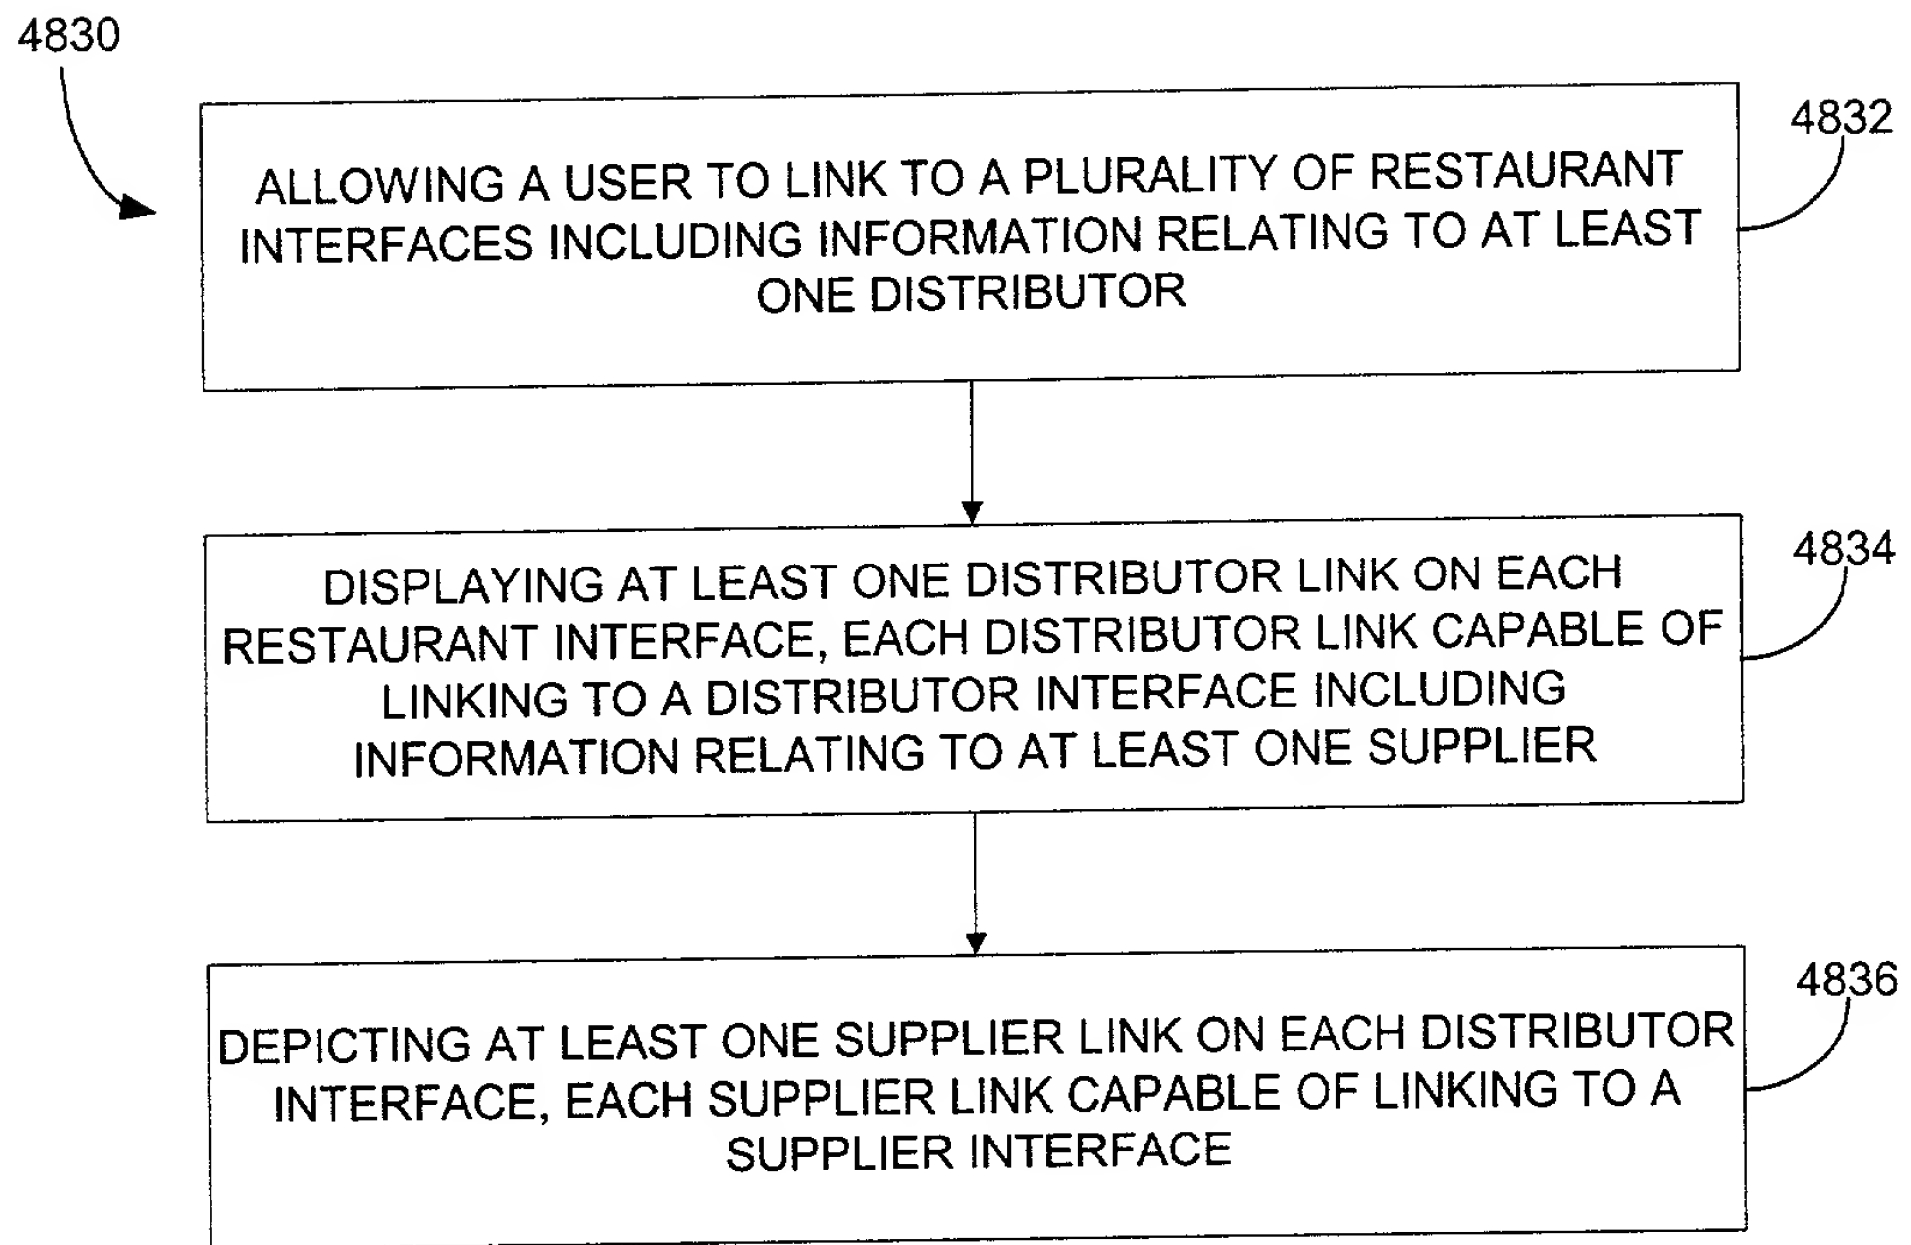 4830
4832
ALLOWING A USER TO LINK TO A PLURALITY OF RESTAURANT
INTERFACES INCLUDING INFORMATION RELATING TO AT LEAST
ONE DISTRIBUTOR
4834
DISPLAYING AT LEAST ONE DISTRIBUTOR LINK ON EACH
RESTAURANT INTERFACE, EACH DISTRIBUTOR LINK CAPABLE OF
LINKING TO A DISTRIBUTOR INTERFACE INCLUDING
INFORMATION RELATING TO AT LEAST ONE SUPPLIER
4836
DEPICTING AT LEAST ONE SUPPLIER LINK ON EACH DISTRIBUTOR
INTERFACE, EACH SUPPLIER LINK CAPABLE OF LINKING TO A
SUPPLIER INTERFACE